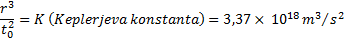 r³/t₀² = K (Keplerjeva konstanta) = 3,37 × 10¹⁸ m³/s²